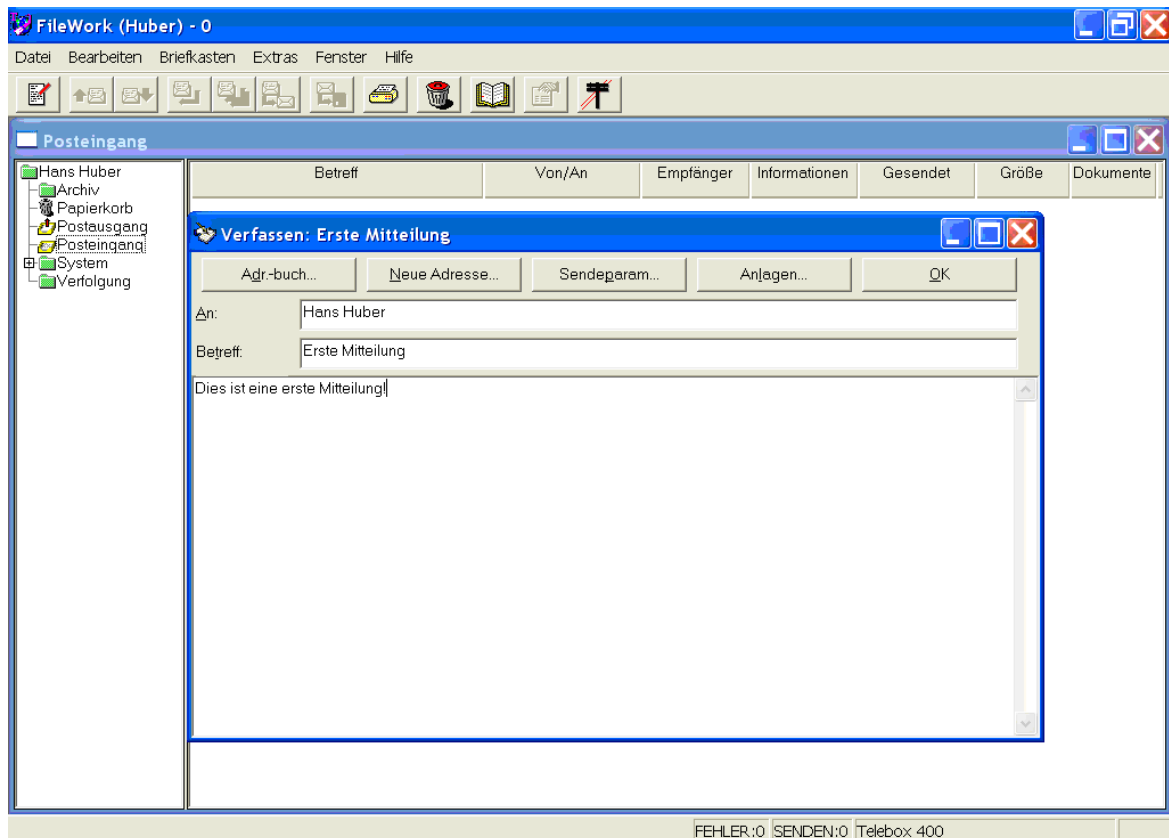 FileWork (Huber) - 0
Datei Bearbeiten Briefkasten Extras Fenster Hilfe
Posteingang
Hans Huber
Archiv
Papierkorb
Postausgang
Posteingang
System
Verfolgung
Betreff Von/An Empfänger Informationen Gesendet Größe Dokumente
Verfassen: Erste Mitteilung
Adr.-buch... Neue Adresse... Sendeparam... Anlagen... OK
An: Hans Huber
Betreff: Erste Mitteilung
Dies ist eine erste Mitteilung!
FEHLER:0 SENDEN:0 Telebox 400